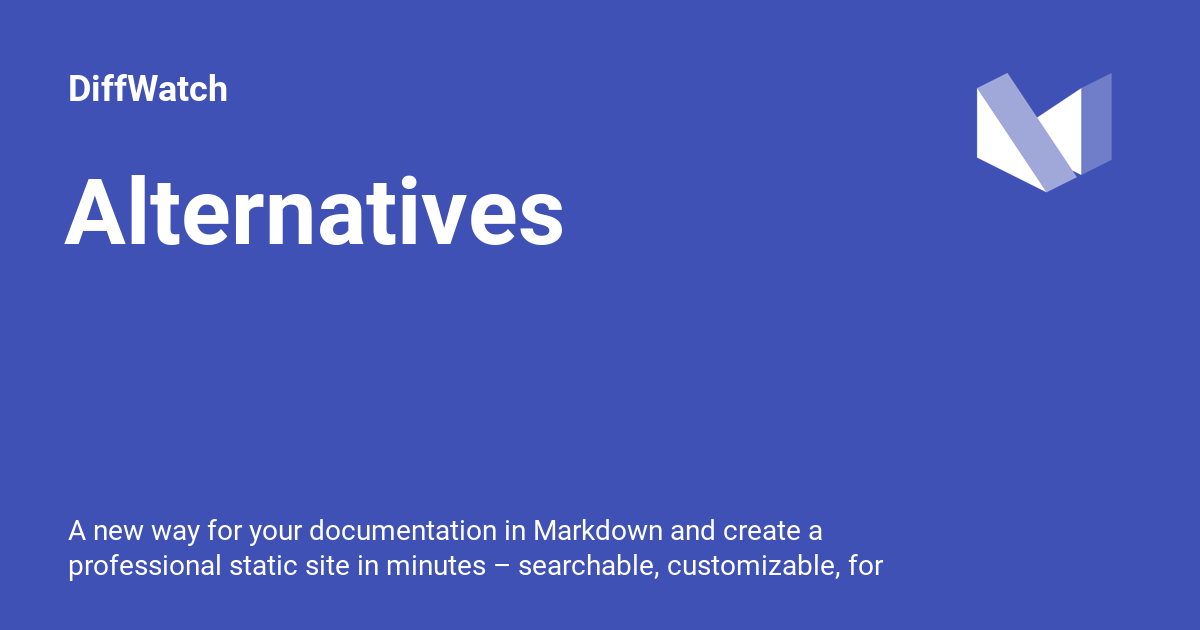 DiffWatch
Alternatives
A new way for your documentation in Markdown and create a
professional static site in minutes – searchable, customizable, for